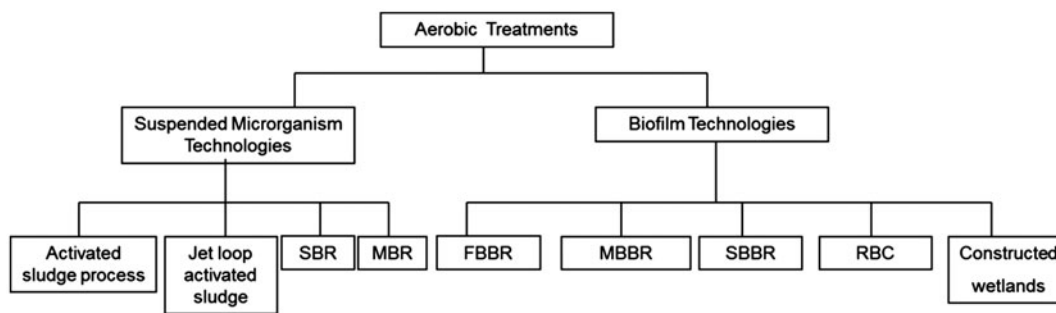 Aerobic Treatments
Suspended Microrganism
Technologies
Biofilm Technologies
Activated
sludge process
Jet loop
activated
sludge
SBR
MBR
FBBR
MBBR
SBBR
RBC
Constructed
wetlands